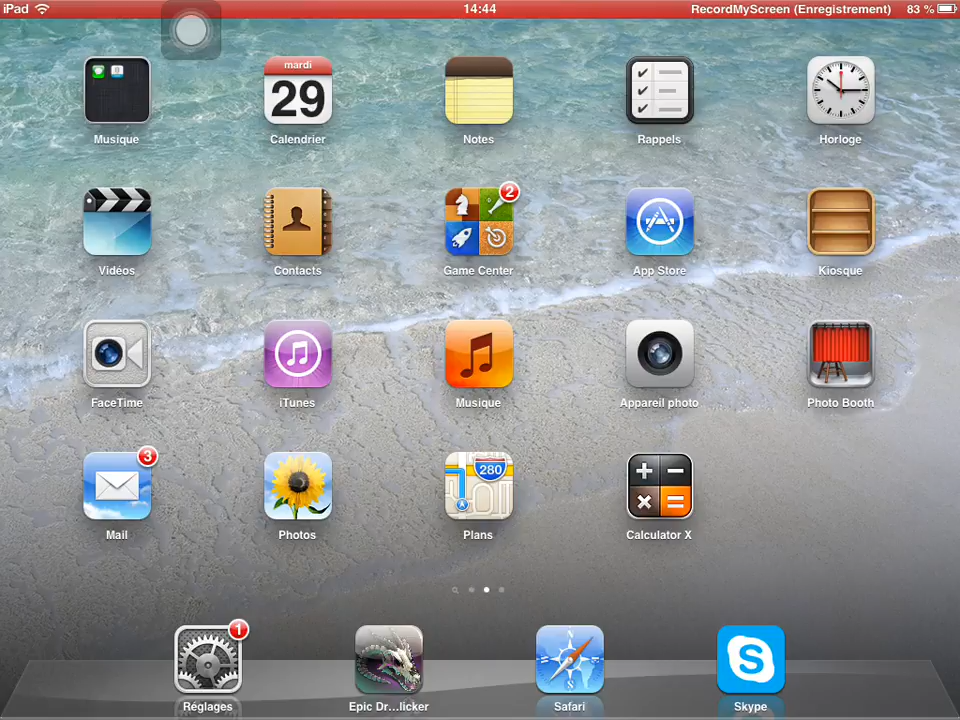 iPad 14:44 RecordMyScreen (Enregistrement) 83 %
mardi
29
Musique Calendrier Notes Rappels Horloge
2
Vidéos Contacts Game Center App Store Kiosque
FaceTime iTunes Musique Appareil photo Photo Booth
3
280
Mail Photos Plans Calculator X
1
N
S
Réglages Epic Dr...licker Safari Skype